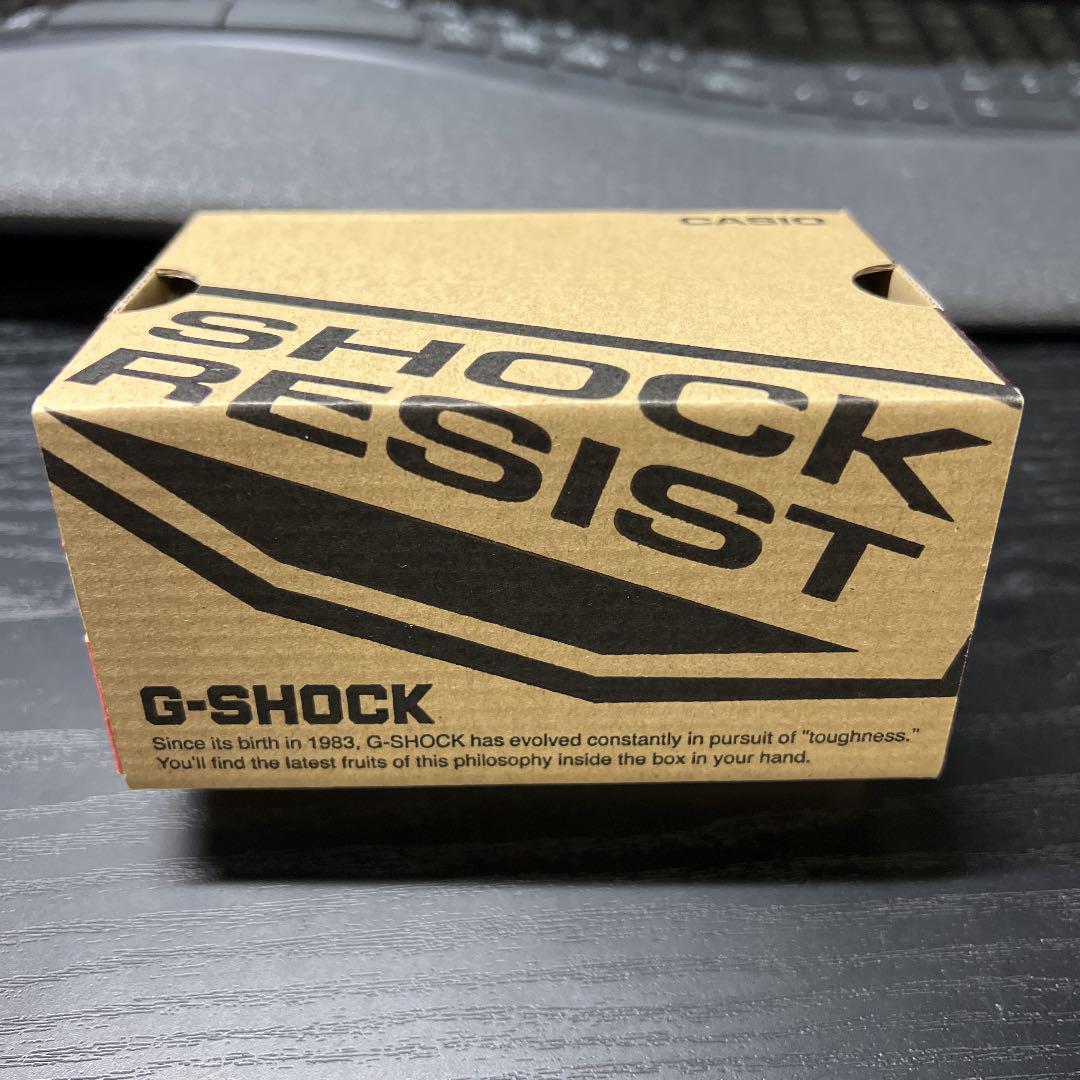 CASIO
SHOCK
RESIST
G-SHOCK
Since its birth in 1983, G-SHOCK has evolved constantly in pursuit of "toughness."
You'll find the latest fruits of this philosophy inside the box in your hand.